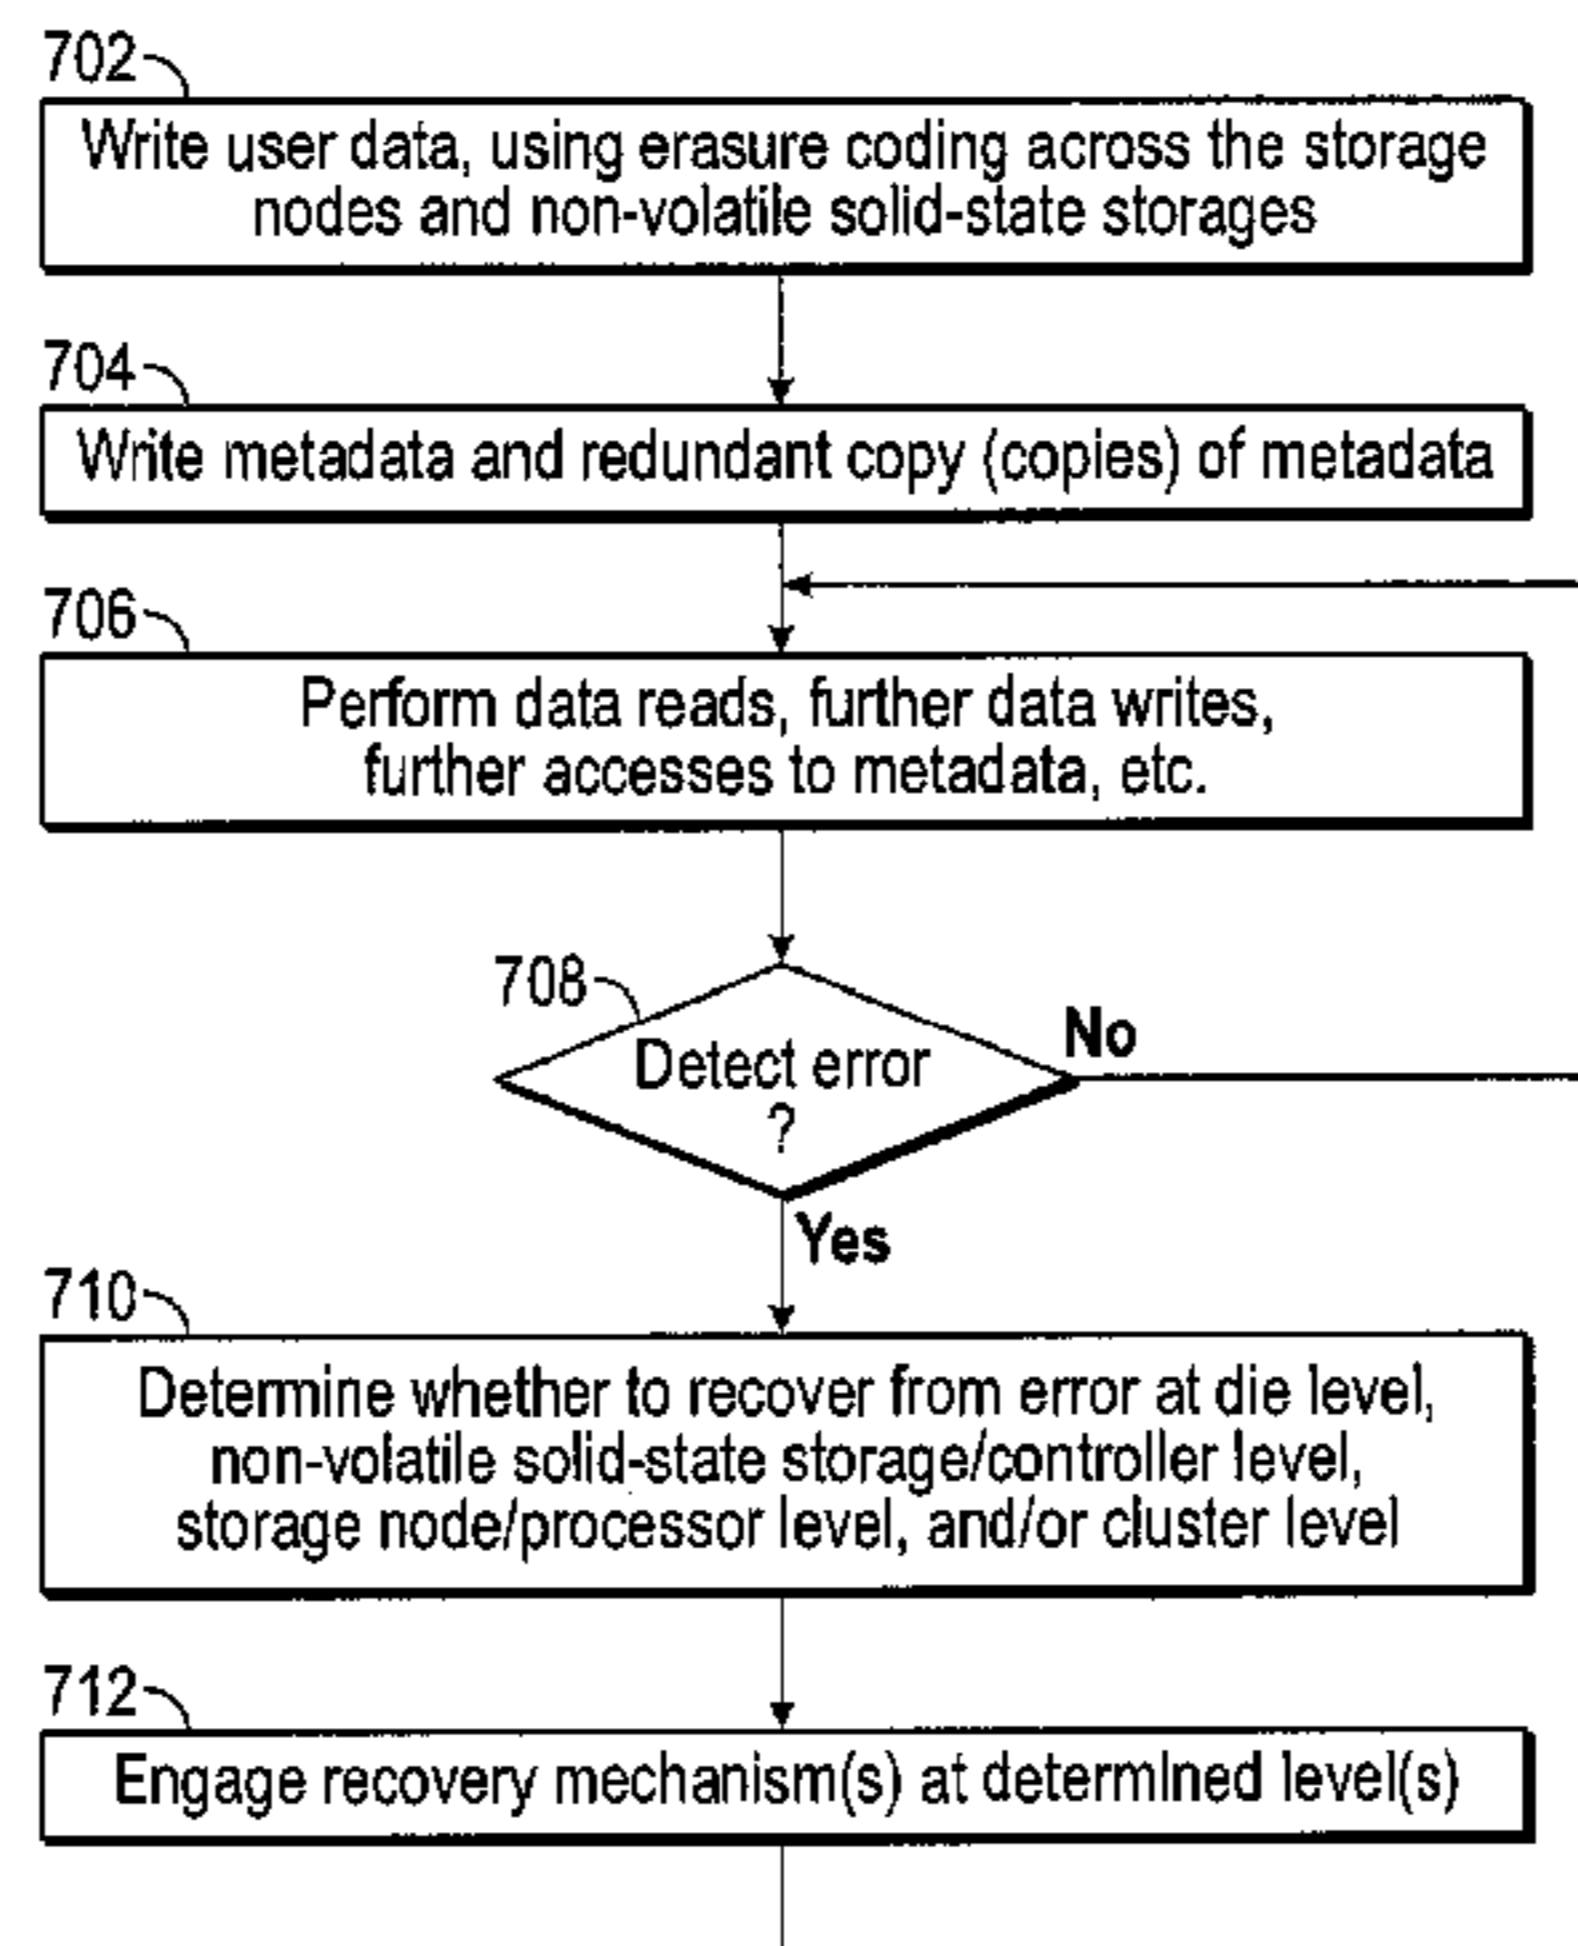 702
Write user data, using erasure coding across the storage
nodes and non-volatile solid-state storages
704
Write metadata and redundant copy (copies) of metadata
706
Perform data reads, further data writes,
further accesses to metadata, etc.
708
Detect error
?
No
Yes
710
Determine whether to recover from error at die level,
non-volatile solid-state storage/controller level,
storage node/processor level, and/or cluster level
712
Engage recovery mechanism(s) at determined level(s)